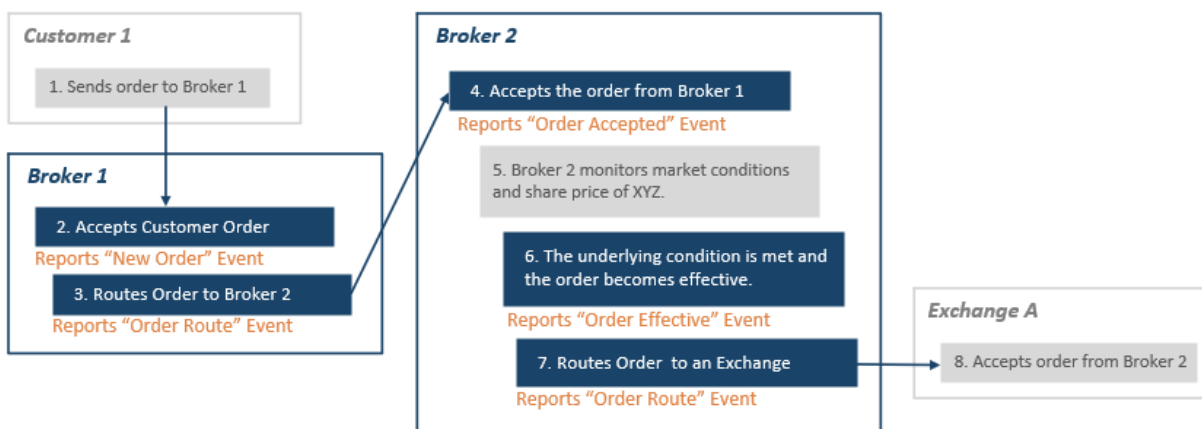 Customer 1
1. Sends order to Broker 1
Broker 1
2. Accepts Customer Order
Reports “New Order” Event
3. Routes Order to Broker 2
Reports “Order Route” Event
Broker 2
4. Accepts the order from Broker 1
Reports “Order Accepted” Event
5. Broker 2 monitors market conditions
and share price of XYZ.
6. The underlying condition is met and
the order becomes effective.
Reports “Order Effective” Event
7. Routes Order  to an Exchange
Reports “Order Route” Event
Exchange A
8. Accepts order from Broker 2